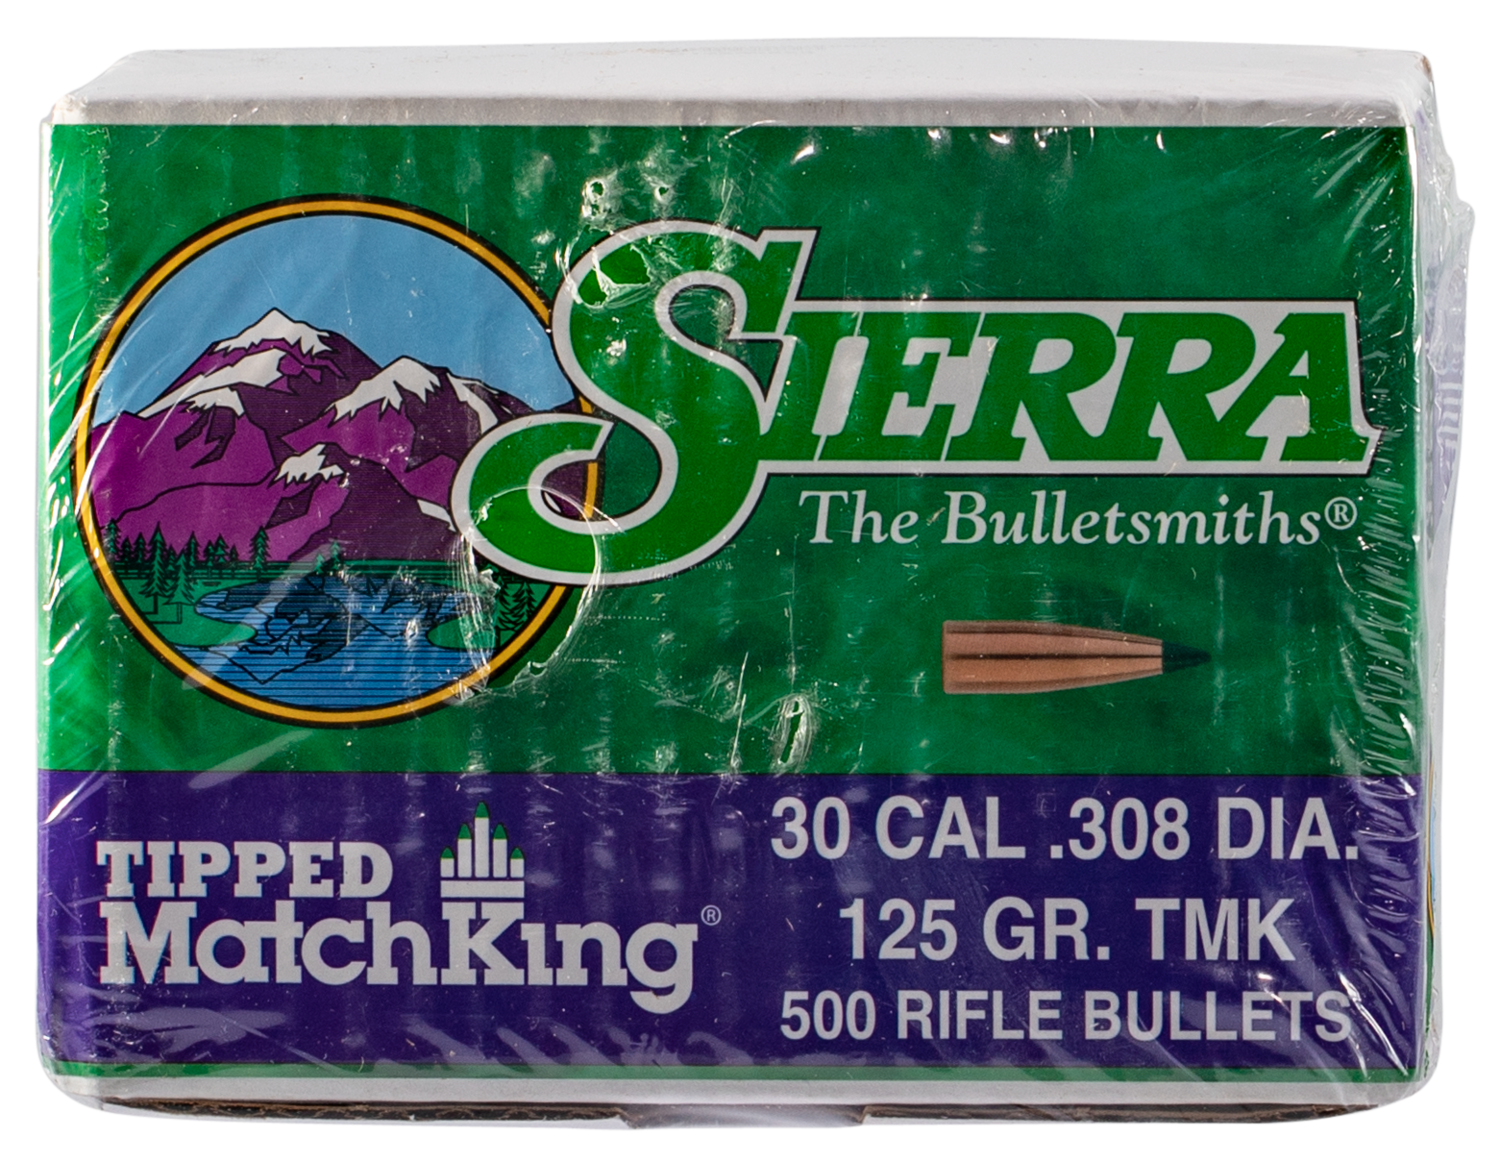 SIERRA
The Bulletsmiths®
TIPPED
MatchKing®
30 CAL .308 DIA.
125 GR. TMK
500 RIFLE BULLETS